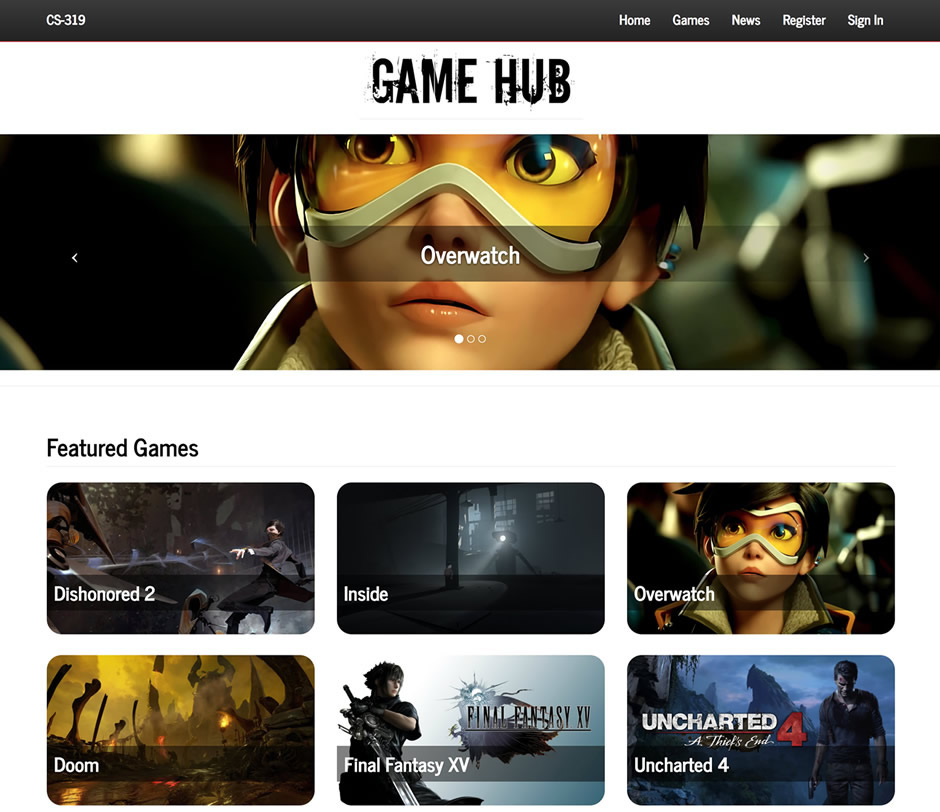 CS-319 Home Games News Register Sign In
GAME HUB
Overwatch
Featured Games
Dishonored 2
Inside
Overwatch
Doom
FINAL FANTASY XV
Final Fantasy XV
UNCHARTED 4
A Thief's End
Uncharted 4